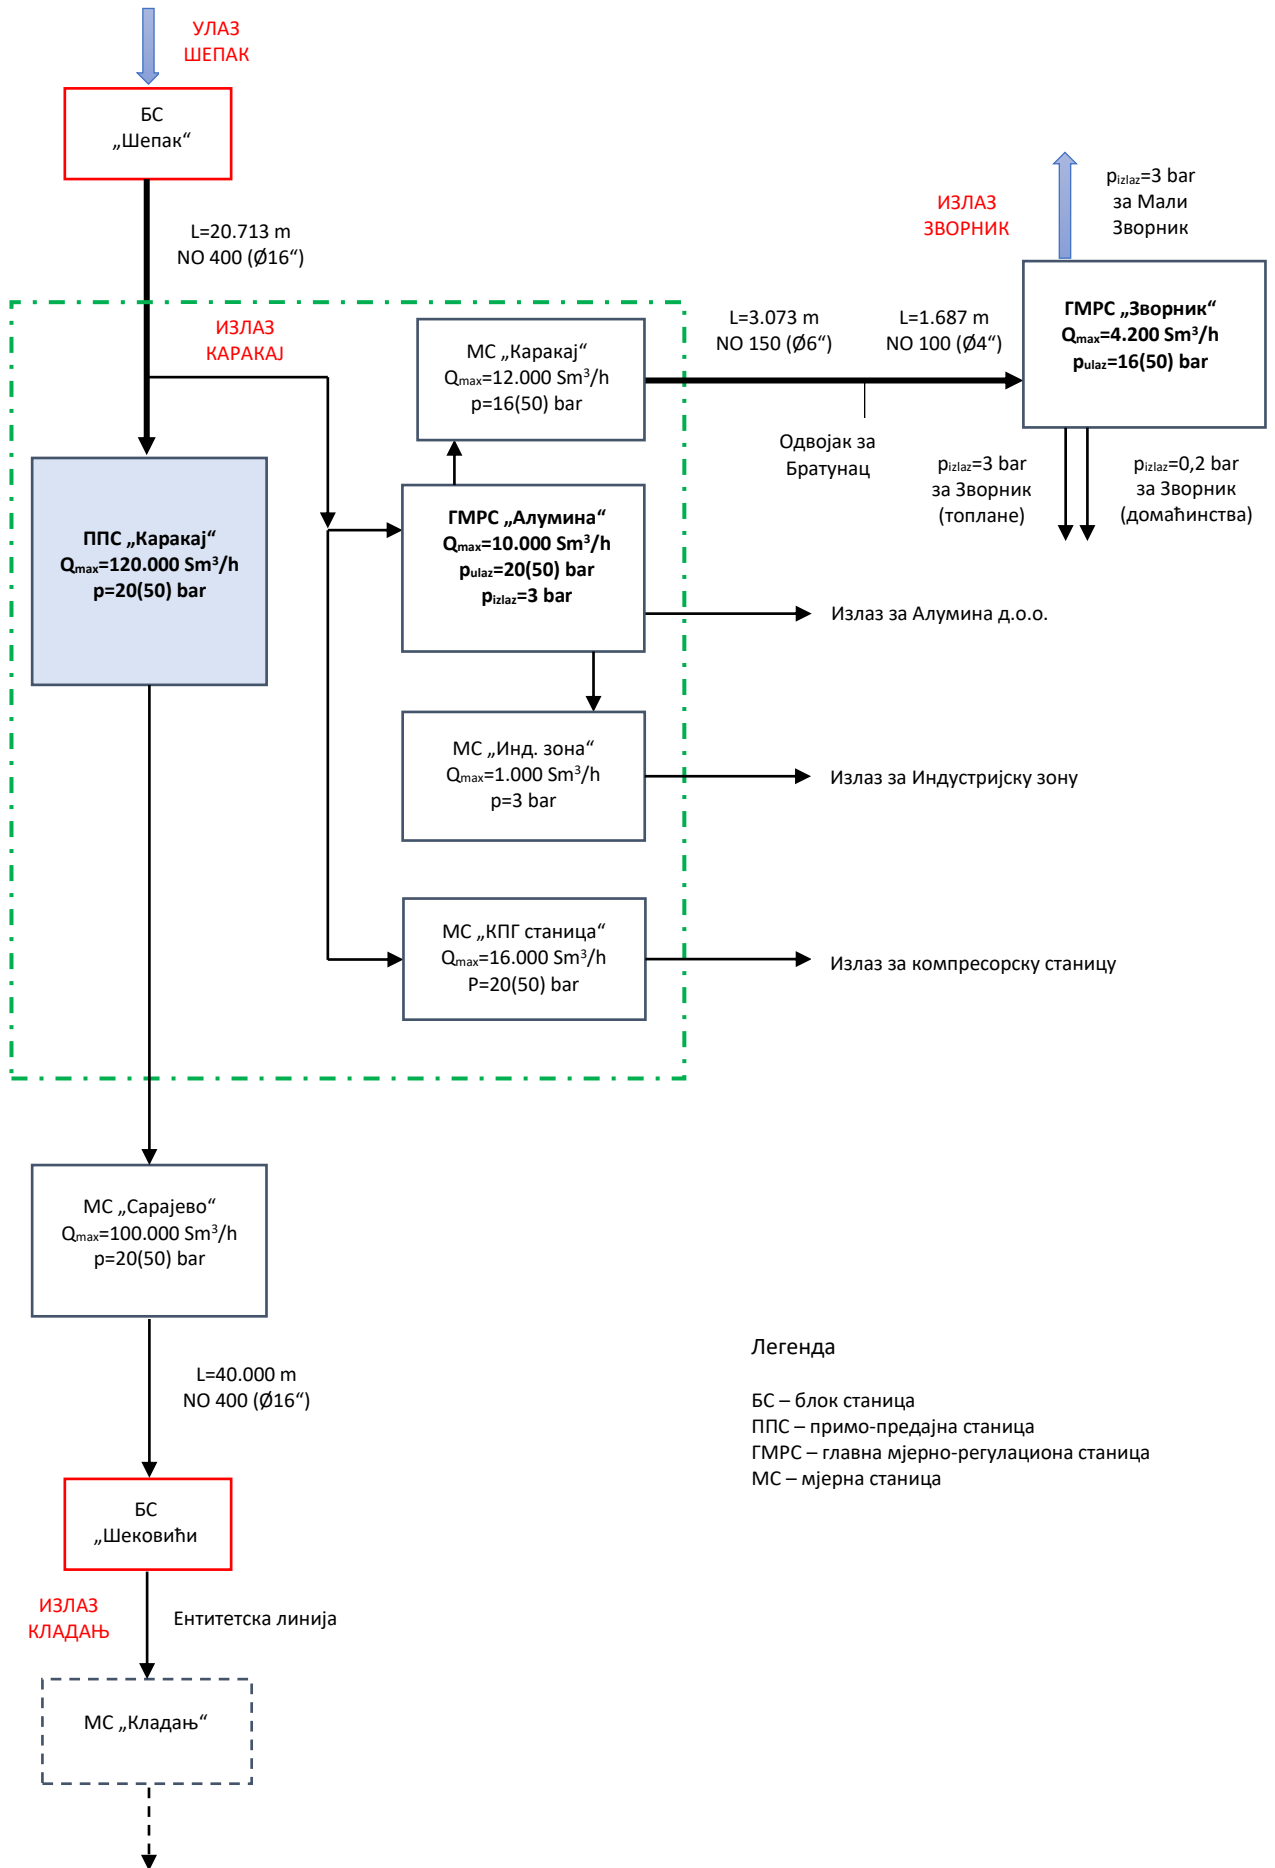 УЛАЗ
ШЕПАК
БС
„Шепак“
L=20.713 m
NO 400 (Ø16“)
ИЗЛАЗ
ЗВОРНИК
pizlaz=3 bar
за Мали
Зворник
ГМРС „Зворник“
Qmax=4.200 Sm³/h
pulaz=16(50) bar
ИЗЛАЗ
КАРАКАЈ
МС „Каракај“
Qmax=12.000 Sm³/h
p=16(50) bar
L=3.073 m
NO 150 (Ø6“)
L=1.687 m
NO 100 (Ø4“)
Одвојак за
Братунац
pizlaz=3 bar
за Зворник
(топлане)
pizlaz=0,2 bar
за Зворник
(домаћинства)
ППС „Каракај“
Qmax=120.000 Sm³/h
p=20(50) bar
ГМРС „Алумина“
Qmax=10.000 Sm³/h
pulaz=20(50) bar
pizlaz=3 bar
Излаз за Алумина д.о.о.
МС „Инд. зона“
Qmax=1.000 Sm³/h
p=3 bar
Излаз за Индустријску зону
МС „КПГ станица“
Qmax=16.000 Sm³/h
P=20(50) bar
Излаз за компресорску станицу
МС „Сарајево“
Qmax=100.000 Sm³/h
p=20(50) bar
L=40.000 m
NO 400 (Ø16“)
Легенда
БС – блок станица
ППС – примо-предајна станица
ГМРС – главна мјерно-регулациона станица
МС – мјерна станица
БС
„Шековићи
ИЗЛАЗ
КЛАДАЊ
Ентитетска линија
МС „Кладањ“